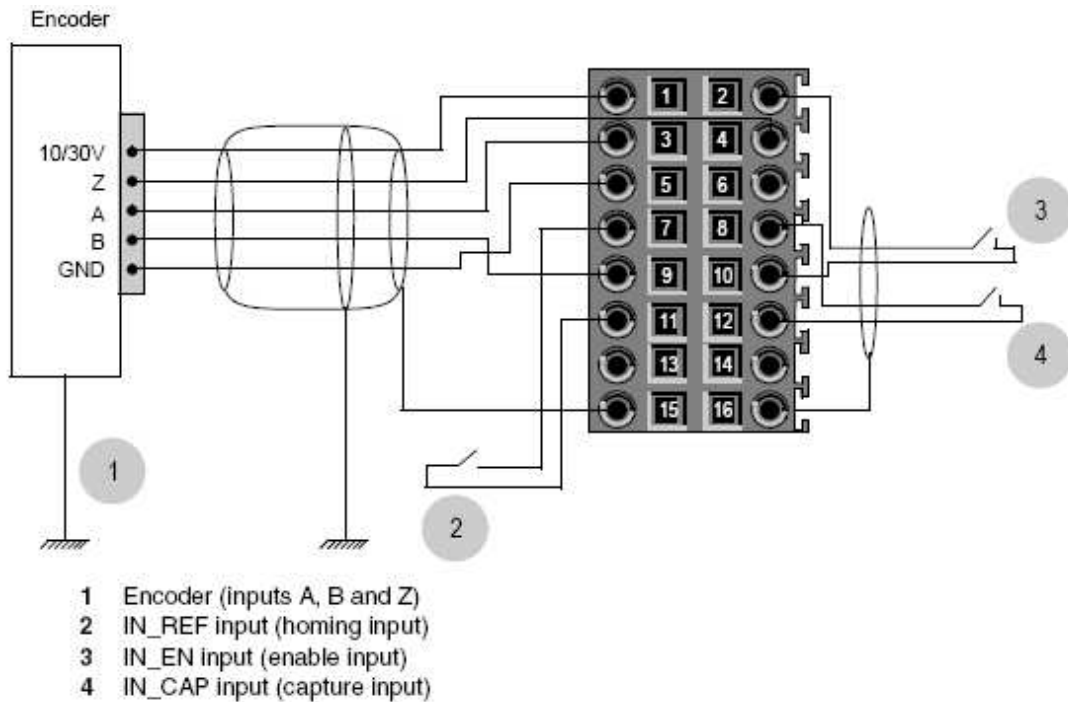 Encoder
10/30V
Z
A
B
GND
1 2
3 4
5 6
7 8
9 10
11 12
13 14
15 16
1
2
3
4
1 Encoder (inputs A, B and Z)
2 IN_REF input (homing input)
3 IN_EN input (enable input)
4 IN_CAP input (capture input)